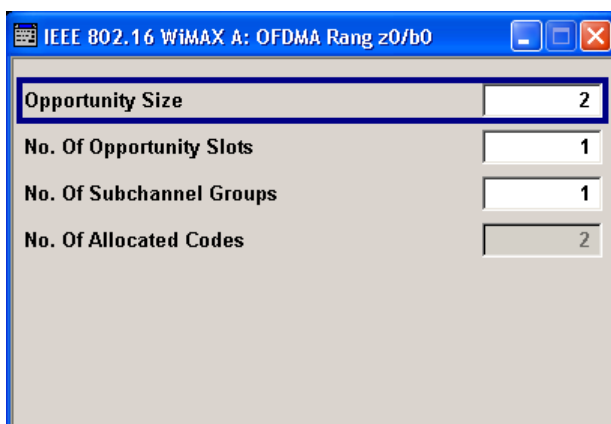 IEEE 802.16 WiMAX A: OFDMA Rang z0/b0
Opportunity Size 2
No. Of Opportunity Slots 1
No. Of Subchannel Groups 1
No. Of Allocated Codes 2